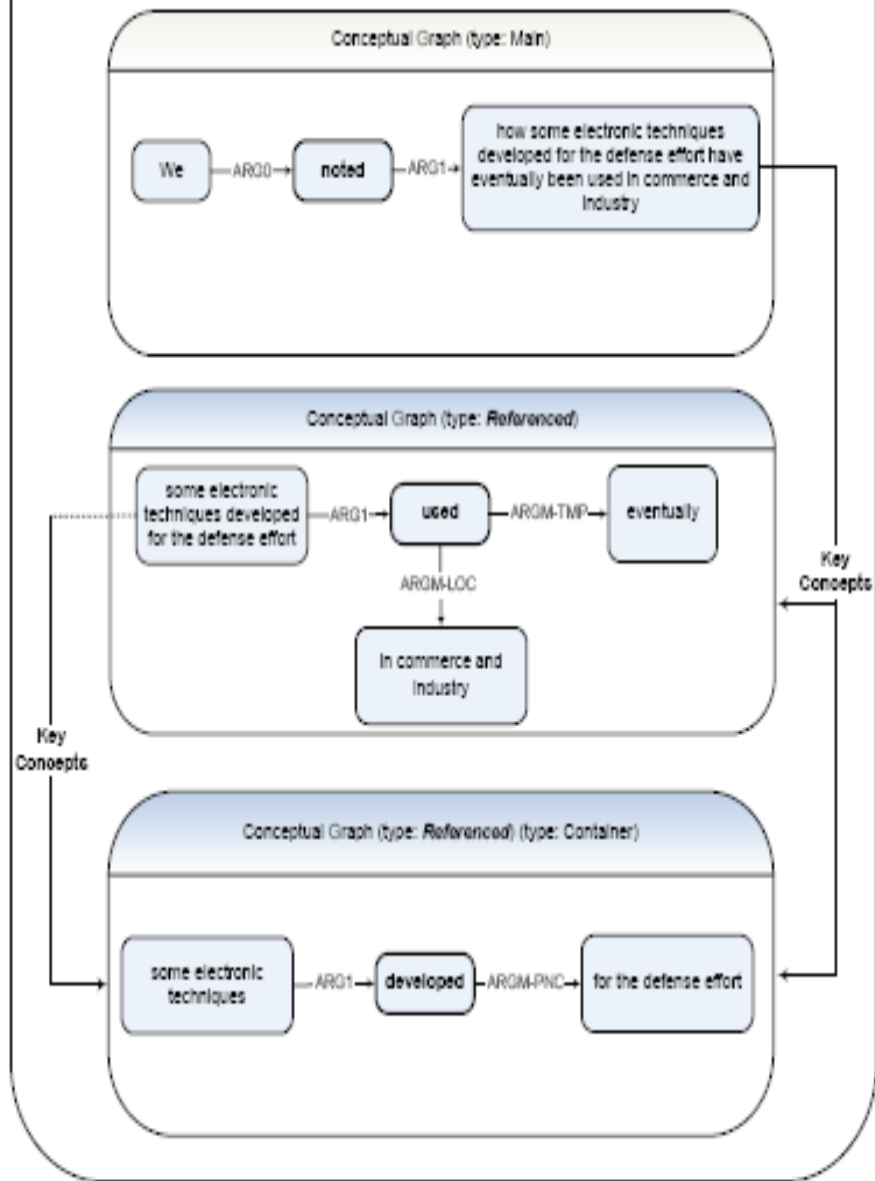 Conceptual Graph (type: Main)
We
ARG0
noted
ARG1
how some electronic techniques
developed for the defense effort have
eventually been used in commerce and
industry
Conceptual Graph (type: Referenced)
some electronic
techniques developed
for the defense effort
ARG1
used
ARGM-TMP
eventually
ARGM-LOC
in commerce and
industry
Key
Concepts
Key
Concepts
Conceptual Graph (type: Referenced) (type: Container)
some electronic
techniques
ARG1
developed
ARGM-PNC
for the defense effort